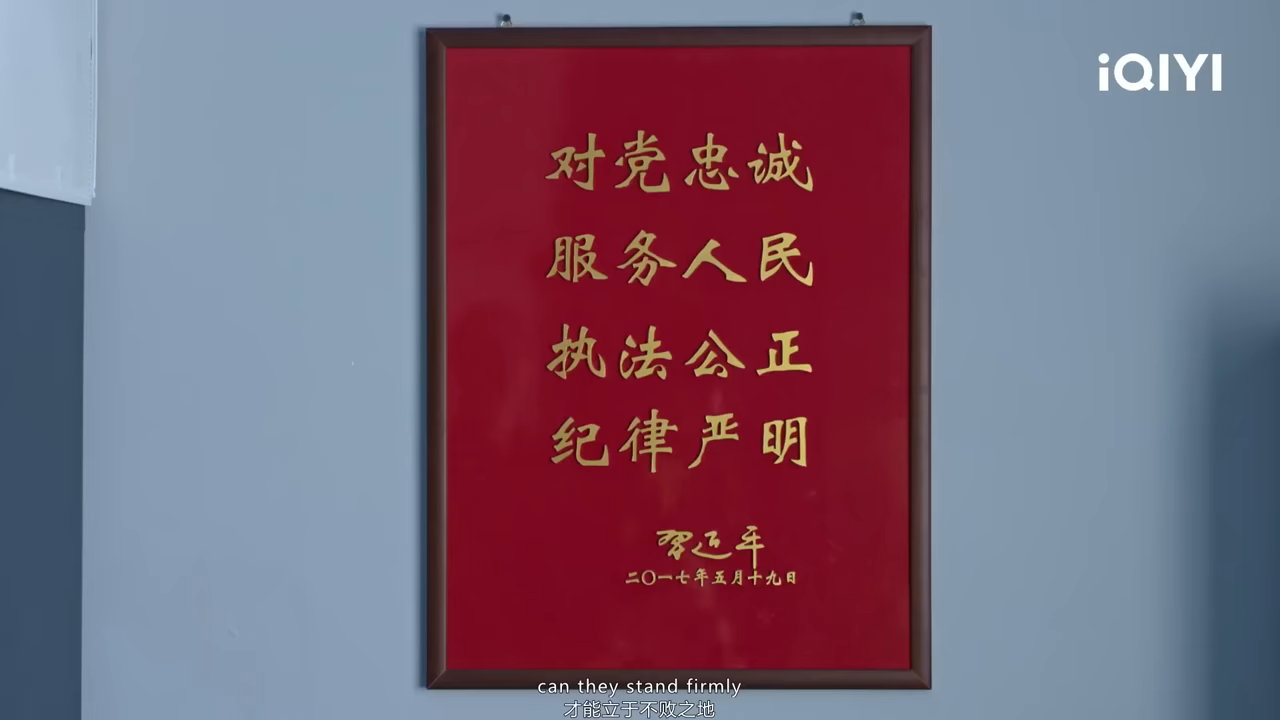 iQIYI
对党忠诚
服务人民
执法公正
纪律严明
习近平
二〇一七年五月十九日
can they stand firmly
才能立于不败之地